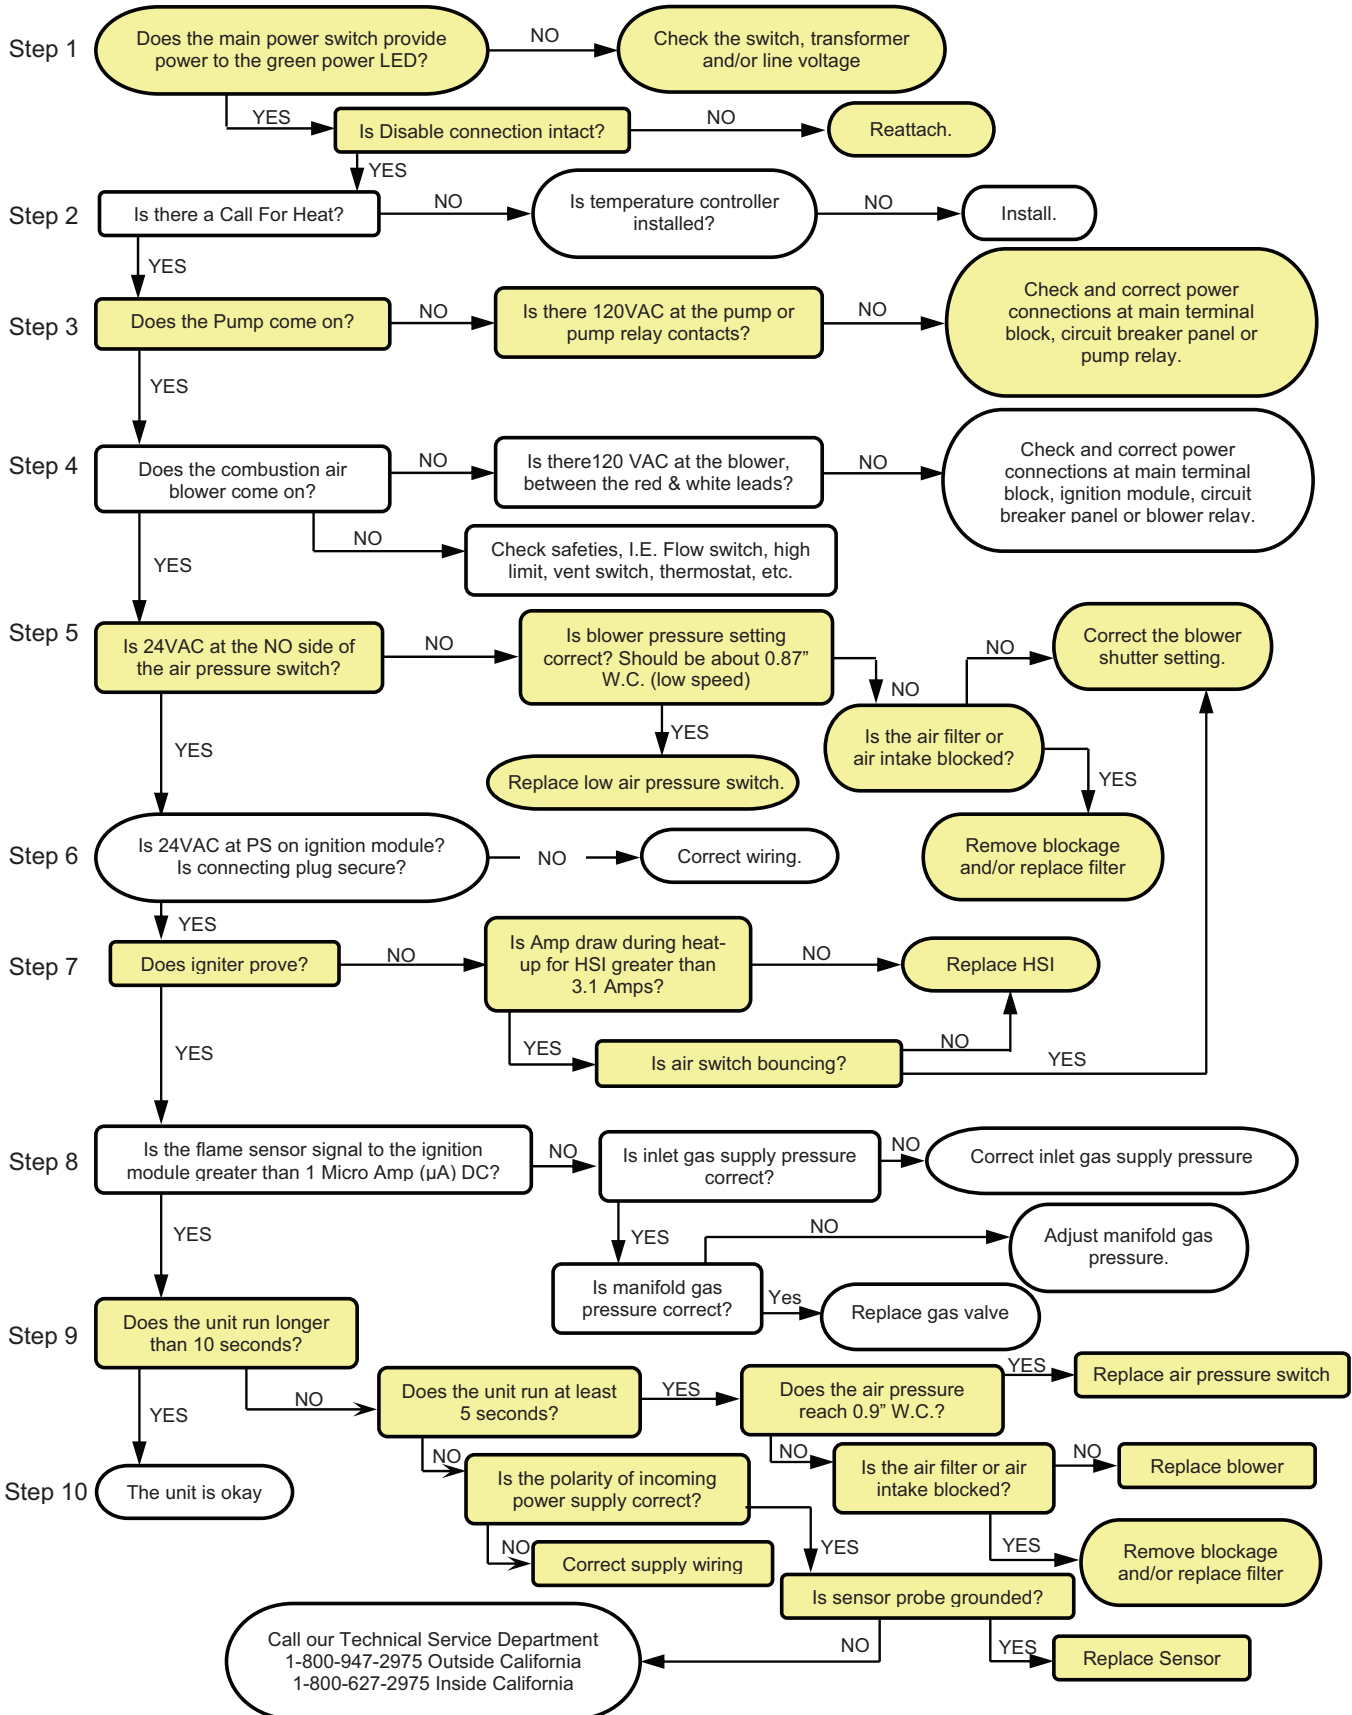 Step 1
Does the main power switch provide
power to the green power LED?
NO
Check the switch, transformer
and/or line voltage
YES
Is Disable connection intact?
NO
Reattach.
YES
Step 2
Is there a Call For Heat?
NO
Is temperature controller
installed?
NO
Install.
YES
Step 3
Does the Pump come on?
NO
Is there 120VAC at the pump or
pump relay contacts?
NO
Check and correct power
connections at main terminal
block, circuit breaker panel or
pump relay.
YES
Step 4
Does the combustion air
blower come on?
NO
Is there120 VAC at the blower,
between the red & white leads?
NO
Check and correct power
connections at main terminal
block, ignition module, circuit
breaker panel or blower relay.
NO
Check safeties, I.E. Flow switch, high
limit, vent switch, thermostat, etc.
YES
Step 5
Is 24VAC at the NO side of
the air pressure switch?
NO
Is blower pressure setting
correct? Should be about 0.87”
W.C. (low speed)
NO
Is the air filter or
air intake blocked?
NO
Correct the blower
shutter setting.
YES
Replace low air pressure switch.
YES
Remove blockage
and/or replace filter
YES
Step 6
Is 24VAC at PS on ignition module?
Is connecting plug secure?
NO
Correct wiring.
YES
Step 7
Does igniter prove?
NO
Is Amp draw during heat-
up for HSI greater than
3.1 Amps?
NO
Replace HSI
YES
Is air switch bouncing?
NO
YES
YES
Step 8
Is the flame sensor signal to the ignition
module greater than 1 Micro Amp (µA) DC?
NO
Is inlet gas supply pressure
correct?
NO
Correct inlet gas supply pressure
YES
Is manifold gas
pressure correct?
NO
Adjust manifold gas
pressure.
Yes
Replace gas valve
YES
Step 9
Does the unit run longer
than 10 seconds?
NO
Does the unit run at least
5 seconds?
YES
Does the air pressure
reach 0.9” W.C.?
YES
Replace air pressure switch
NO
Is the air filter or air
intake blocked?
NO
Replace blower
YES
Remove blockage
and/or replace filter
NO
Is the polarity of incoming
power supply correct?
NO
Correct supply wiring
YES
Is sensor probe grounded?
YES
Replace Sensor
NO
Call our Technical Service Department
1-800-947-2975 Outside California
1-800-627-2975 Inside California
YES
Step 10
The unit is okay